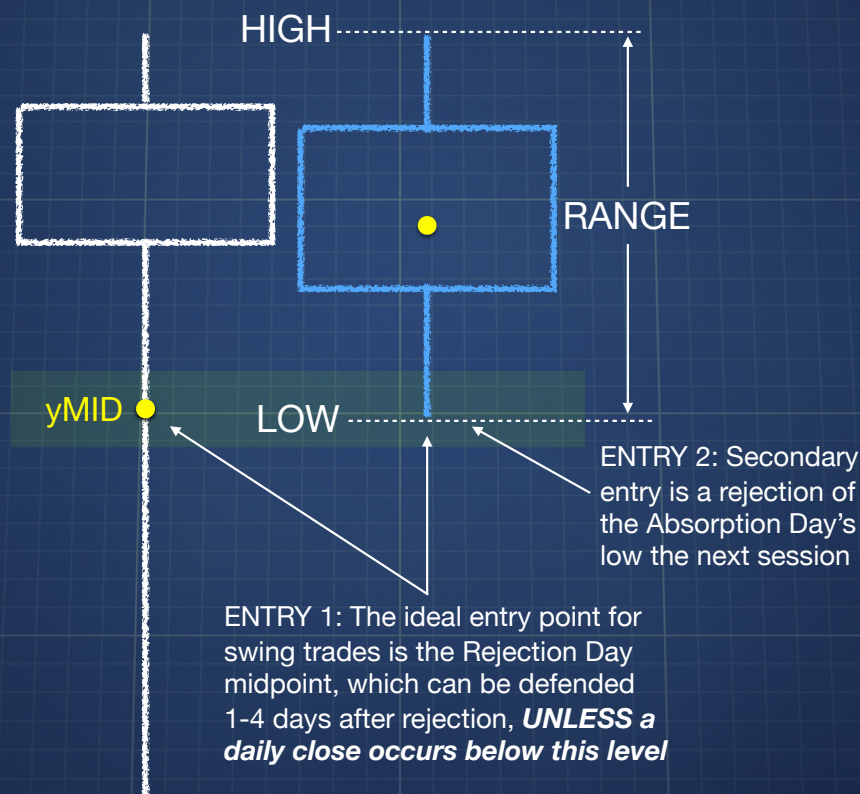 HIGH
RANGE
yMID
LOW
ENTRY 2: Secondary
entry is a rejection of
the Absorption Day's
low the next session
ENTRY 1: The ideal entry point for
swing trades is the Rejection Day
midpoint, which can be defended
1-4 days after rejection, UNLESS a
daily close occurs below this level